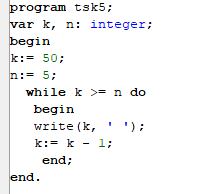 program tsk5;
var k, n: integer;
begin
k:= 50;
n:= 5;
while k >= n do
begin
write(k, ' ');
k:= k - 1;
end;
end.